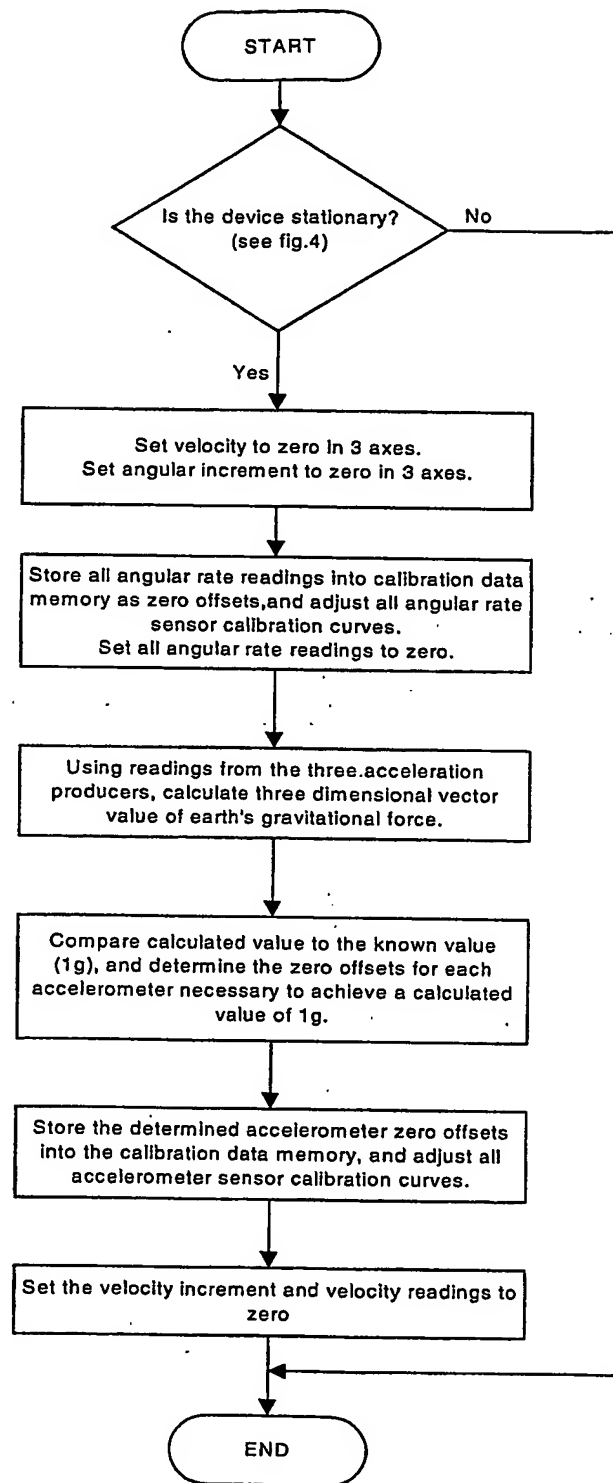 START
Is the device stationary?
(see fig.4)
No
Yes
Set velocity to zero in 3 axes.
Set angular increment to zero in 3 axes.
Store all angular rate readings into calibration data
memory as zero offsets,and adjust all angular rate
sensor calibration curves.
Set all angular rate readings to zero.
Using readings from the three.acceleration
producers, calculate three dimensional vector
value of earth's gravitational force.
Compare calculated value to the known value
(1g), and determine the zero offsets for each
accelerometer necessary to achieve a calculated
value of 1g.
Store the determined accelerometer zero offsets
into the calibration data memory, and adjust all
accelerometer sensor calibration curves.
Set the velocity increment and velocity readings to
zero
END